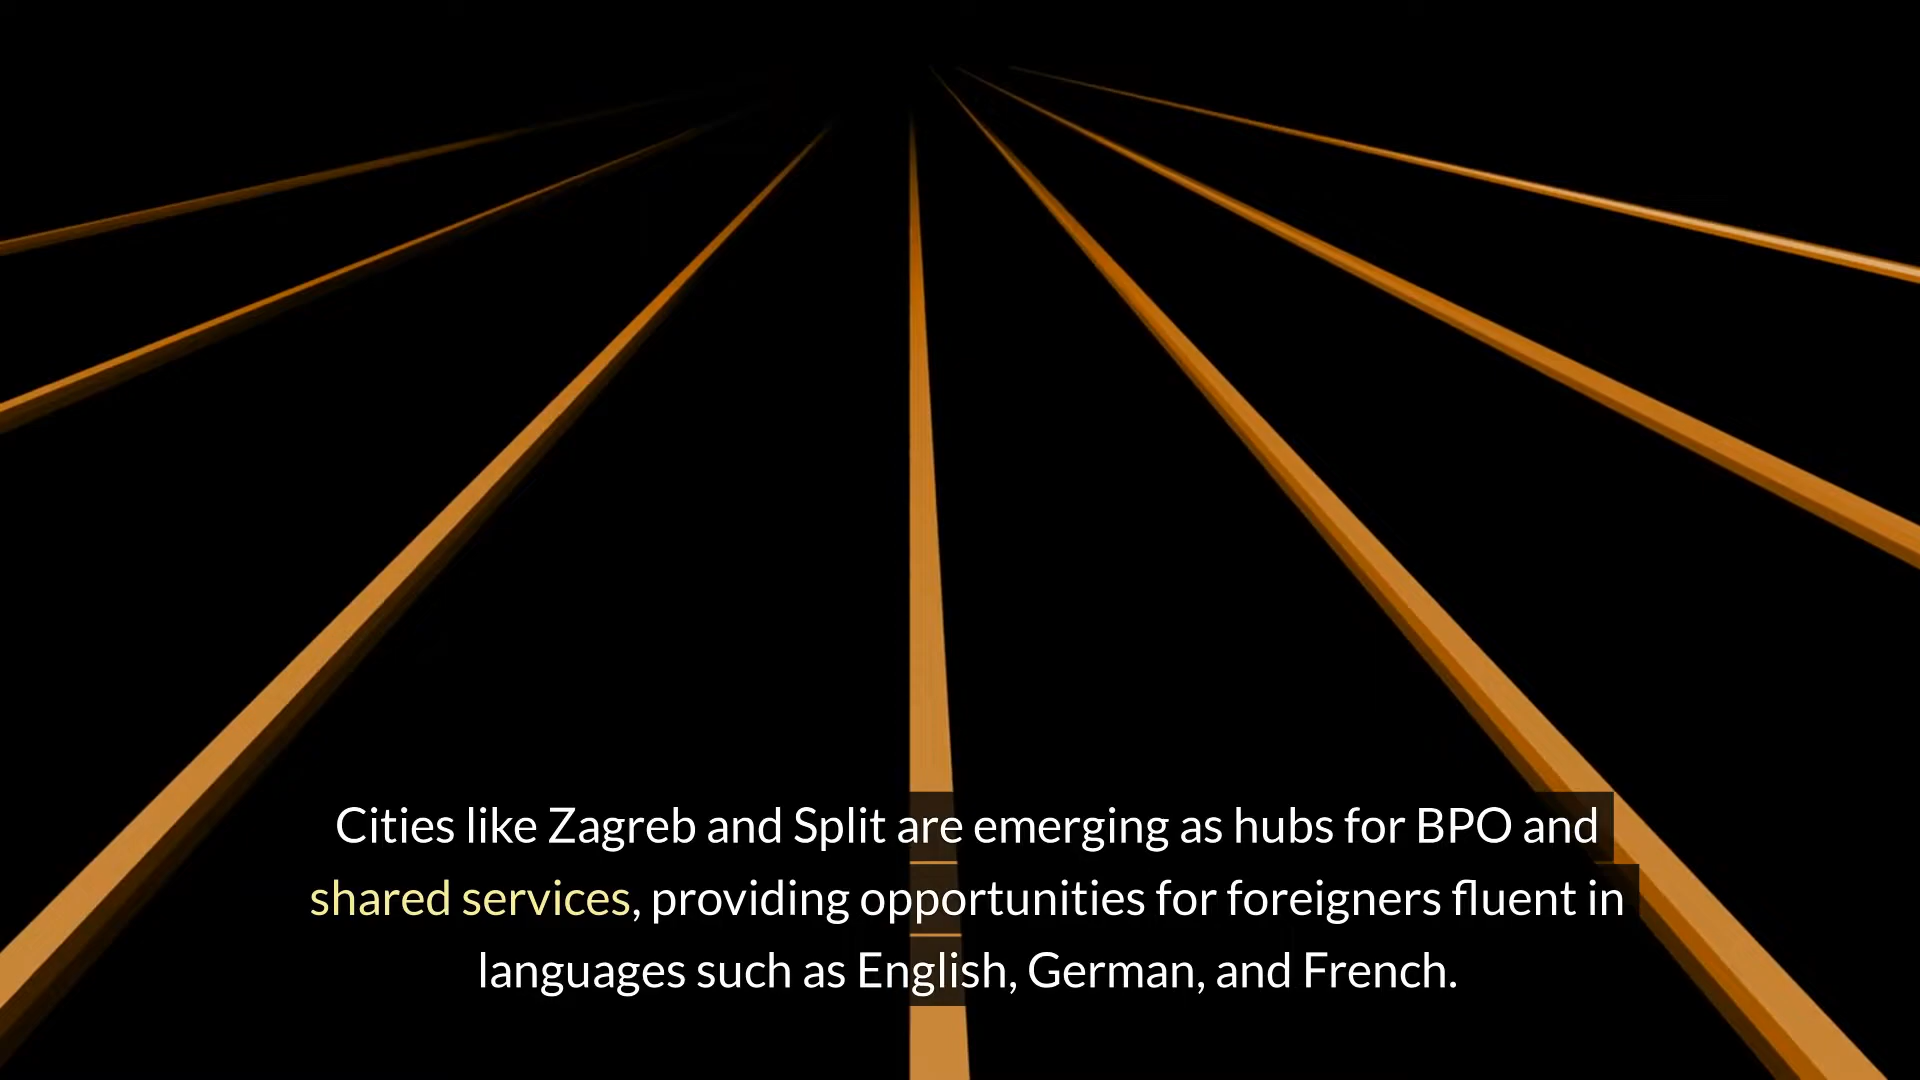 Cities like Zagreb and Split are emerging as hubs for BPO and
shared services, providing opportunities for foreigners fluent in
languages such as English, German, and French.